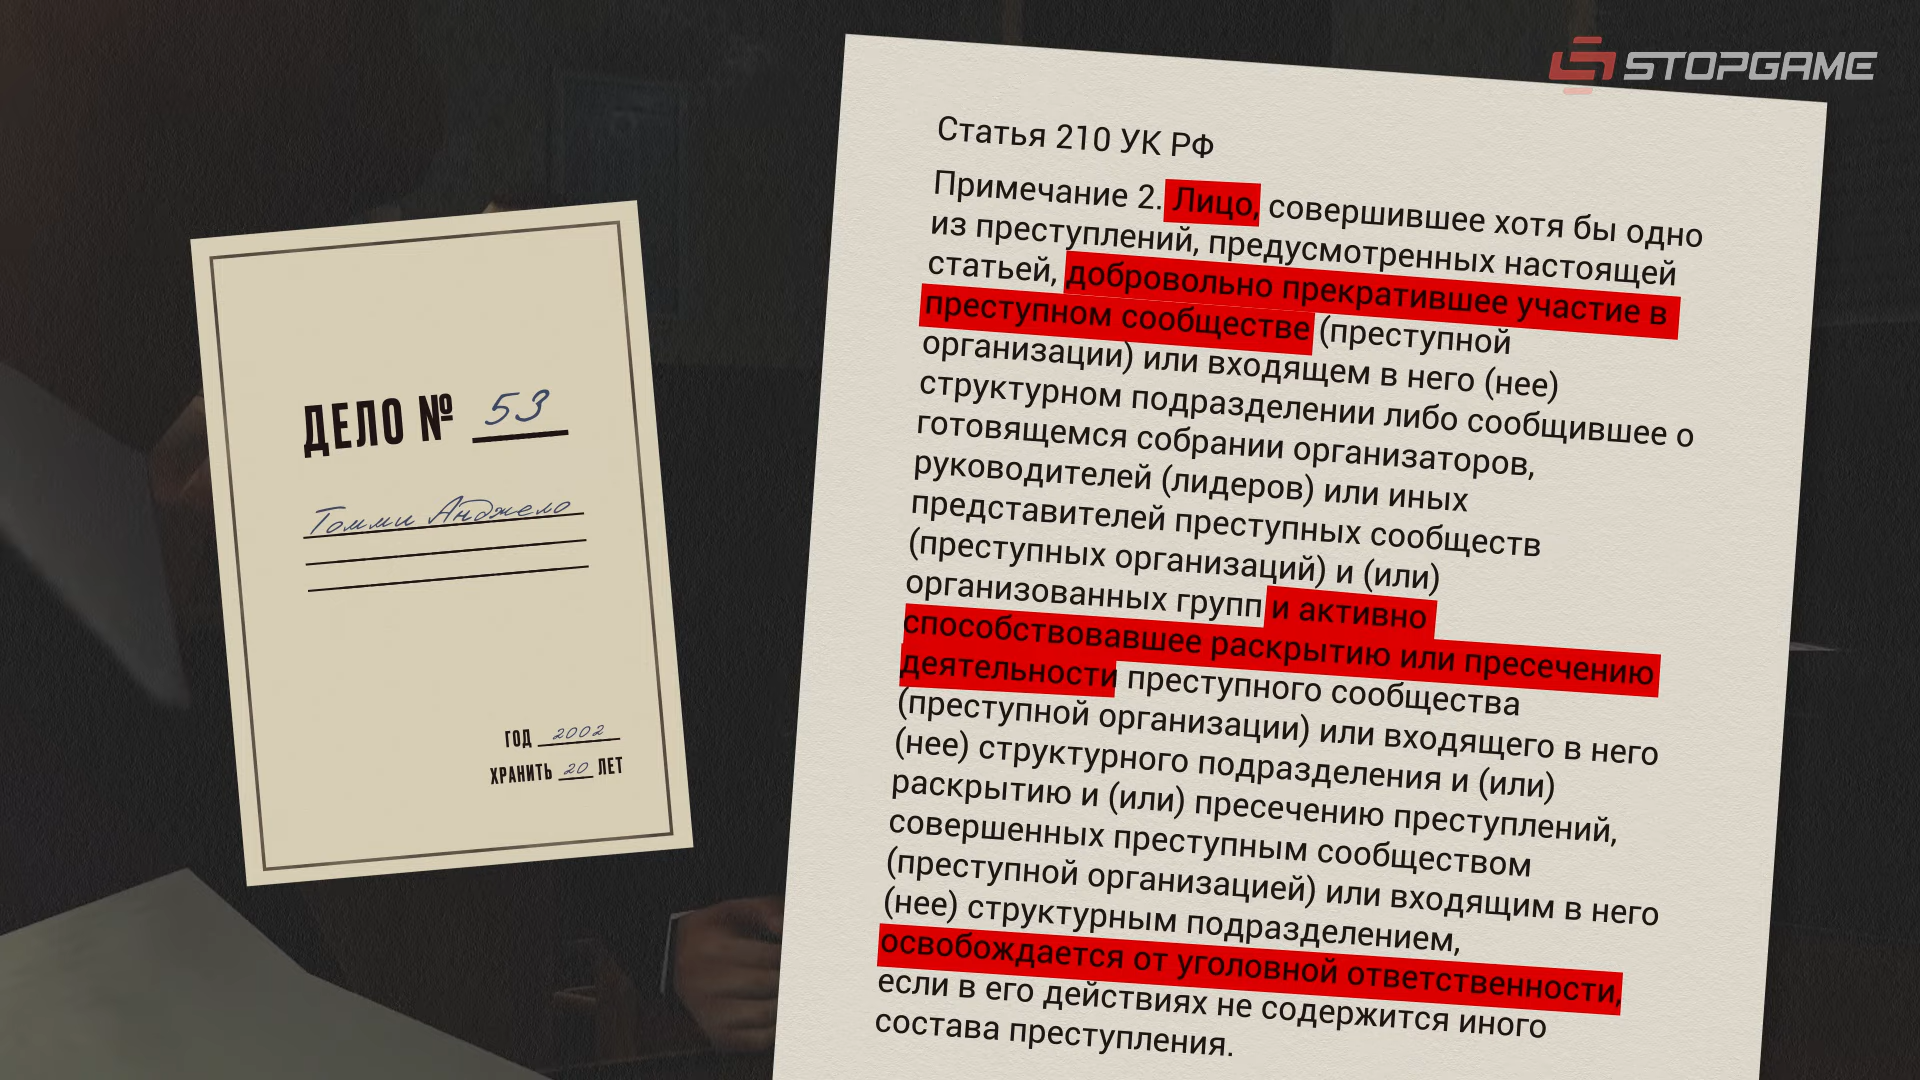 STOPGAME
ДЕЛО № 53
Томми Анджело
ГОД 2002
ХРАНИТЬ 20 ЛЕТ
Статья 210 УК РФ
Примечание 2. Лицо, совершившее хотя бы одно
из преступлений, предусмотренных настоящей
статьей, добровольно прекратившее участие в
преступном сообществе (преступной
организации) или входящем в него (нее)
структурном подразделении либо сообщившее о
готовящемся собрании организаторов,
руководителей (лидеров) или иных
представителей преступных сообществ
(преступных организаций) и (или)
организованных групп и активно
способствовавшее раскрытию или пресечению
деятельности преступного сообщества
(преступной организации) или входящего в него
(нее) структурного подразделения и (или)
раскрытию и (или) пресечению преступлений,
совершенных преступным сообществом
(преступной организацией) или входящим в него
(нее) структурным подразделением,
освобождается от уголовной ответственности,
если в его действиях не содержится иного
состава преступления.